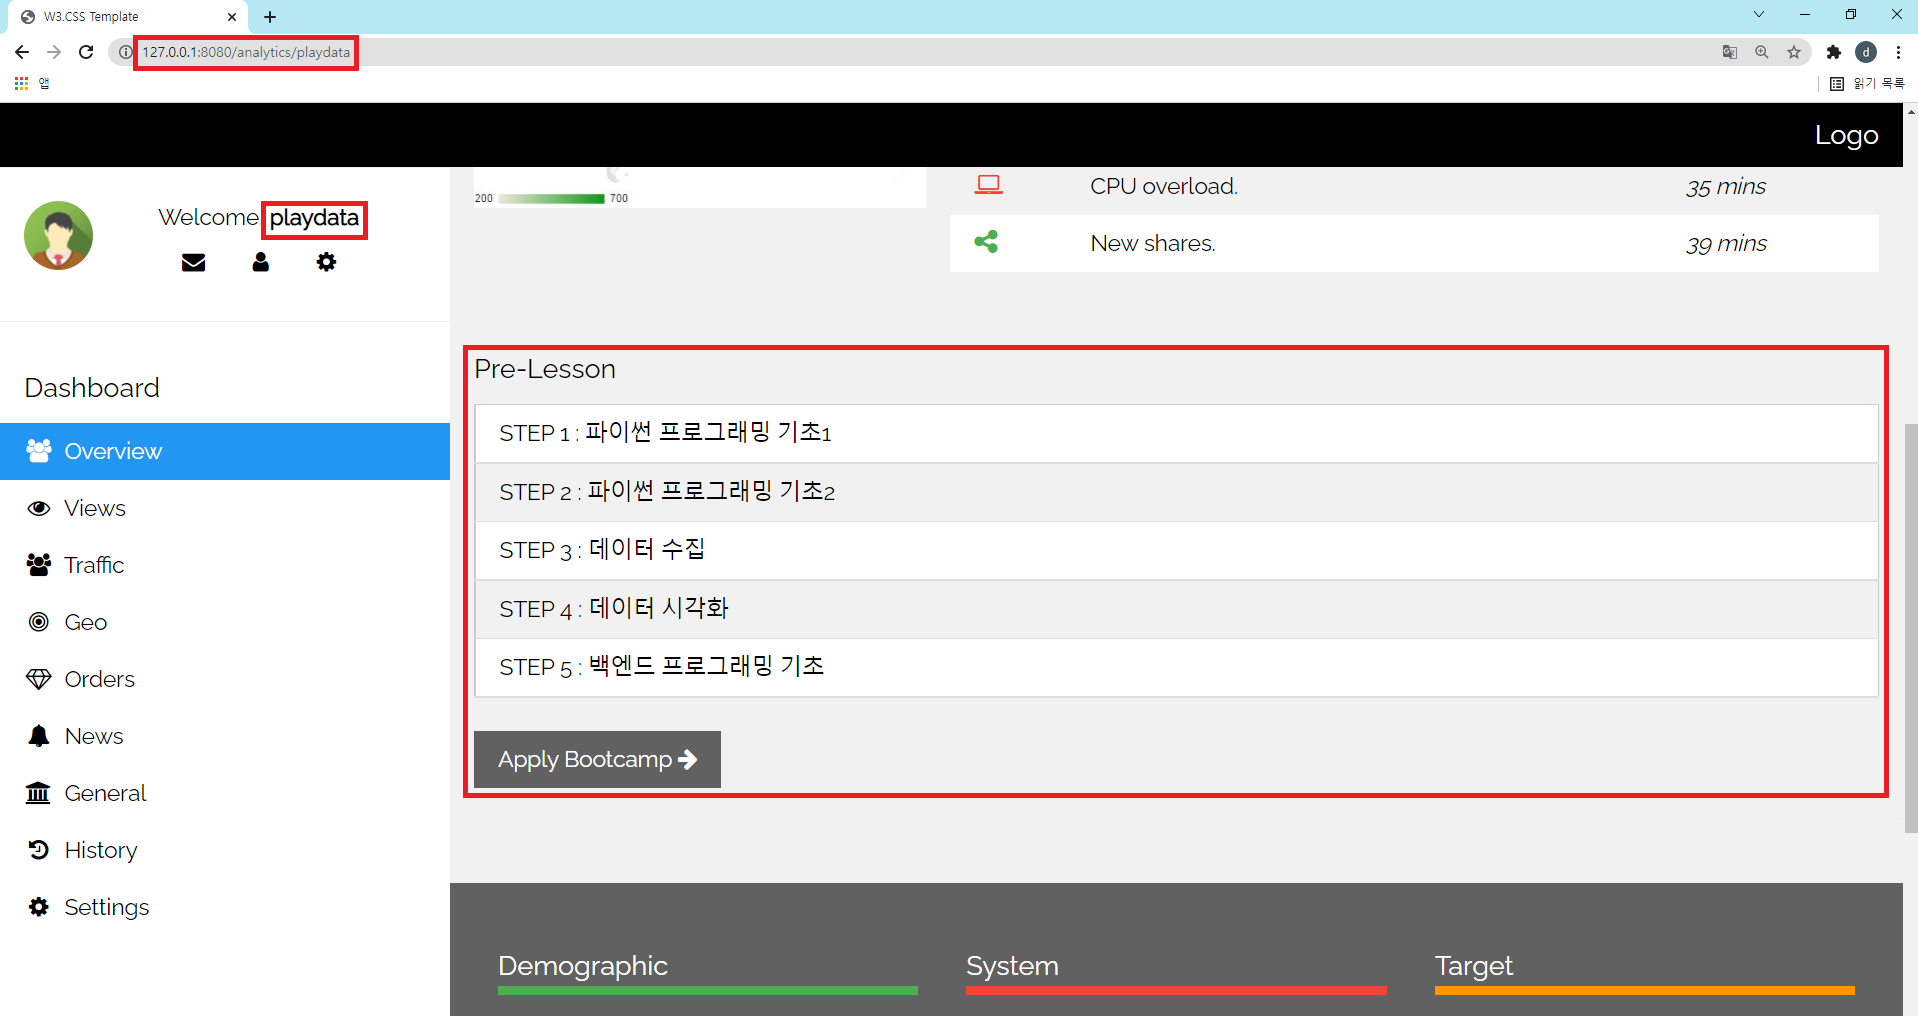 W3.CSS Template
127.0.0.1:8080/analytics/playdata
d
앱
읽기 목록
Logo
Welcome playdata
200 700
CPU overload. 35 mins
New shares. 39 mins
Dashboard
Overview
Views
Traffic
Geo
Orders
News
General
History
Settings
Pre-Lesson
STEP 1 : 파이썬 프로그래밍 기초1
STEP 2 : 파이썬 프로그래밍 기초2
STEP 3 : 데이터 수집
STEP 4 : 데이터 시각화
STEP 5 : 백엔드 프로그래밍 기초
Apply Bootcamp
Demographic
System
Target